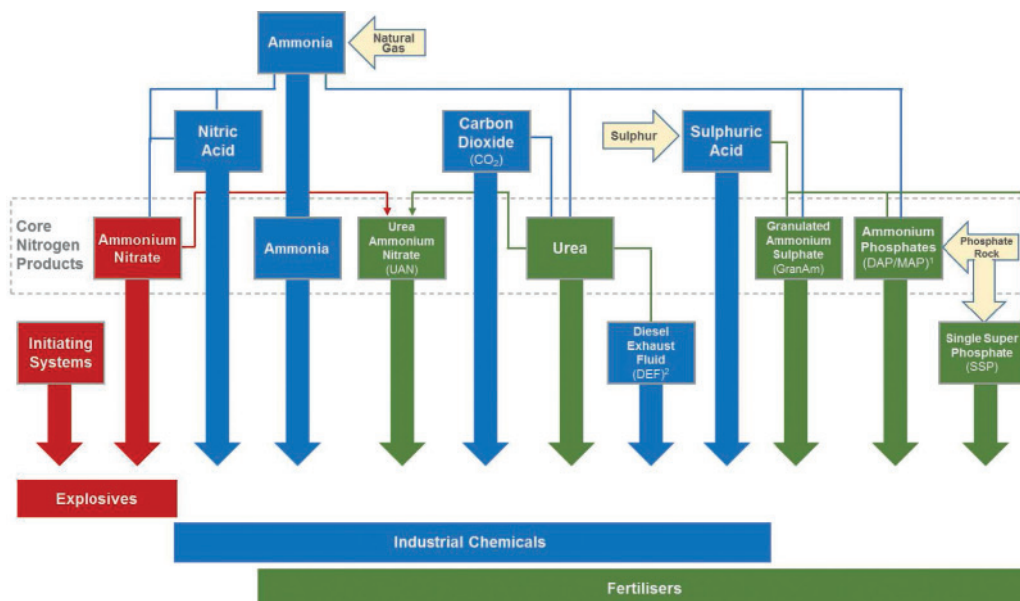 Ammonia
Natural
Gas
Nitric
Acid
Carbon
Dioxide
(CO₂)
Sulphur
Sulphuric
Acid
Core
Nitrogen
Products
Ammonium
Nitrate
Ammonia
Urea
Ammonium
Nitrate
(UAN)
Urea
Granulated
Ammonium
Sulphate
(GranAm)
Ammonium
Phosphates
(DAP/MAP)¹
Phosphate
Rock
Initiating
Systems
Diesel
Exhaust
Fluid
(DEF)²
Single Super
Phosphate
(SSP)
Explosives
Industrial Chemicals
Fertilisers